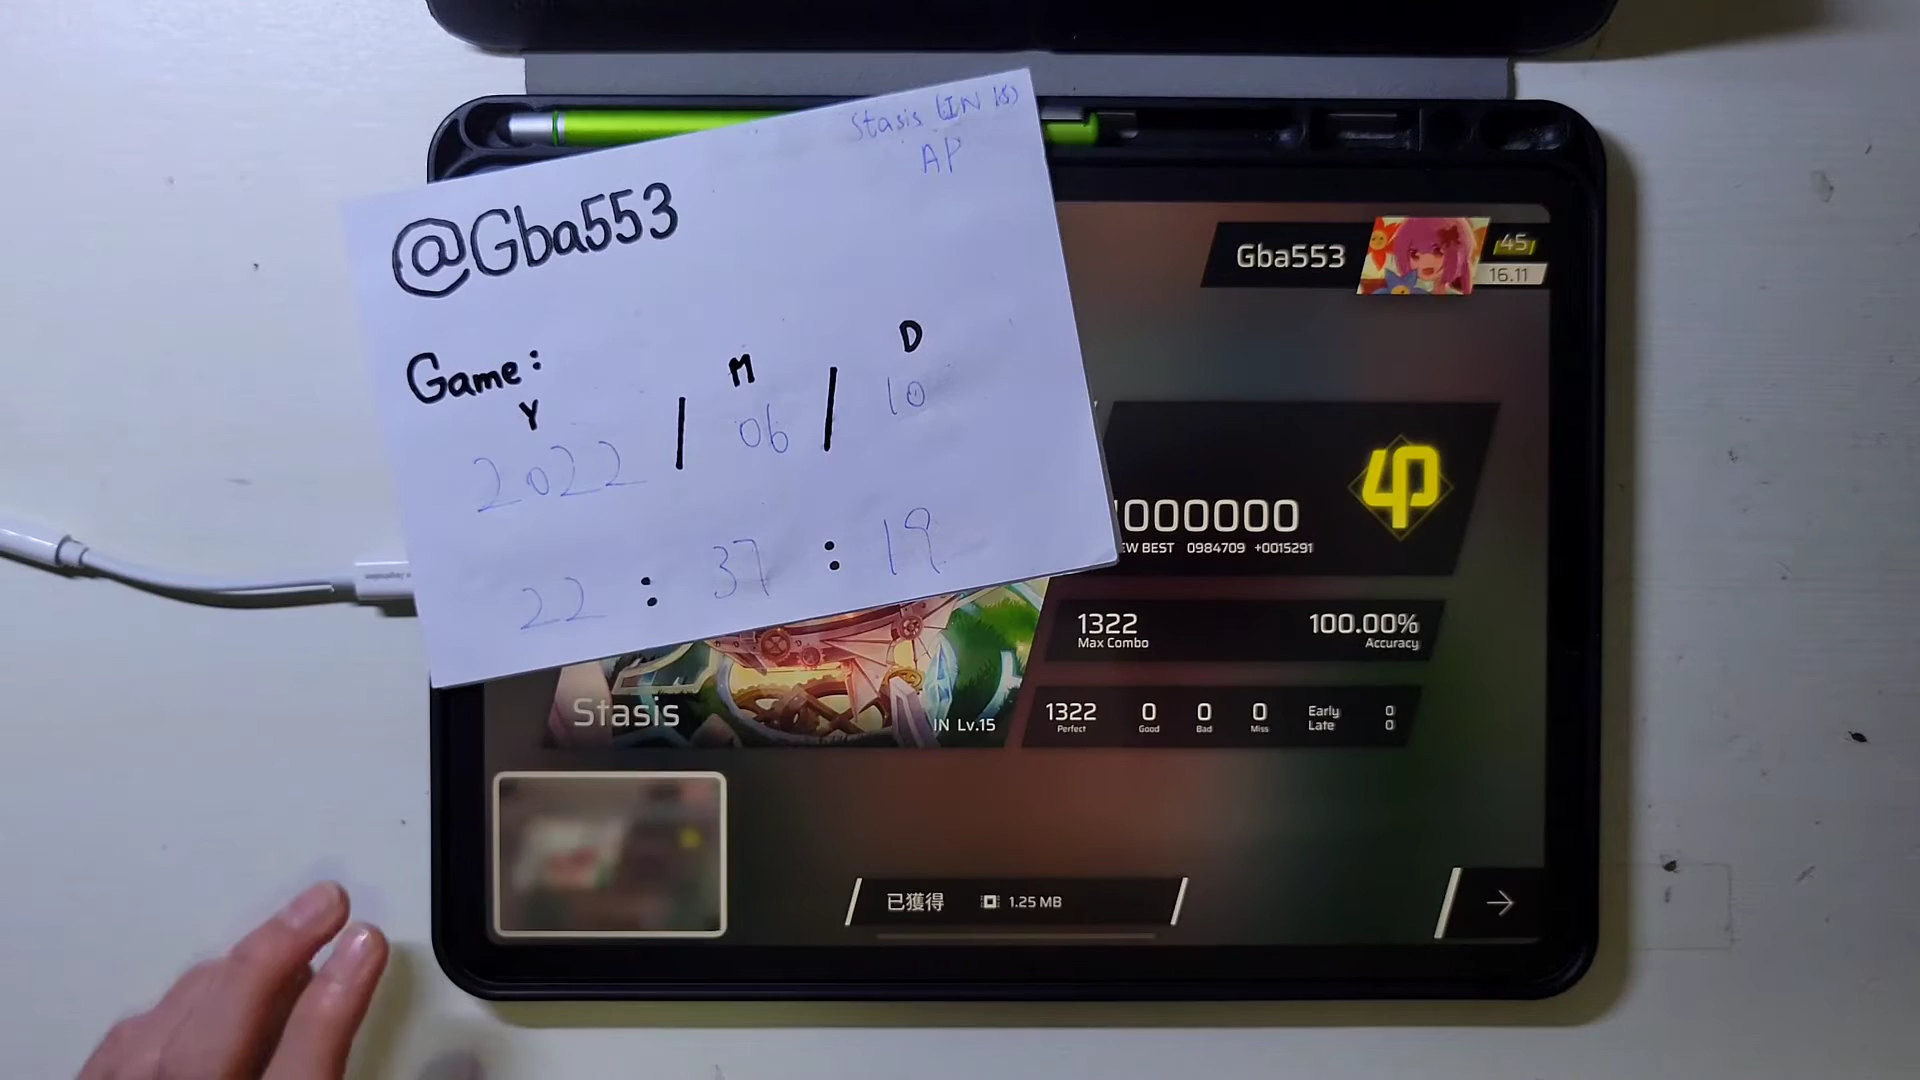 Stasis (IN 15)
AP
@Gba553
Game:
Y M D
2022 / 06 / 10
22 : 37 : 19
Gba553
45
16.11
1000000
EW BEST 0984709 +0015291
1322
Max Combo
100.00%
Accuracy
1322 0 0 0
Perfect Good Bad Miss
Early 0
Late 0
Stasis
IN Lv.15
已獲得 1.25 MB